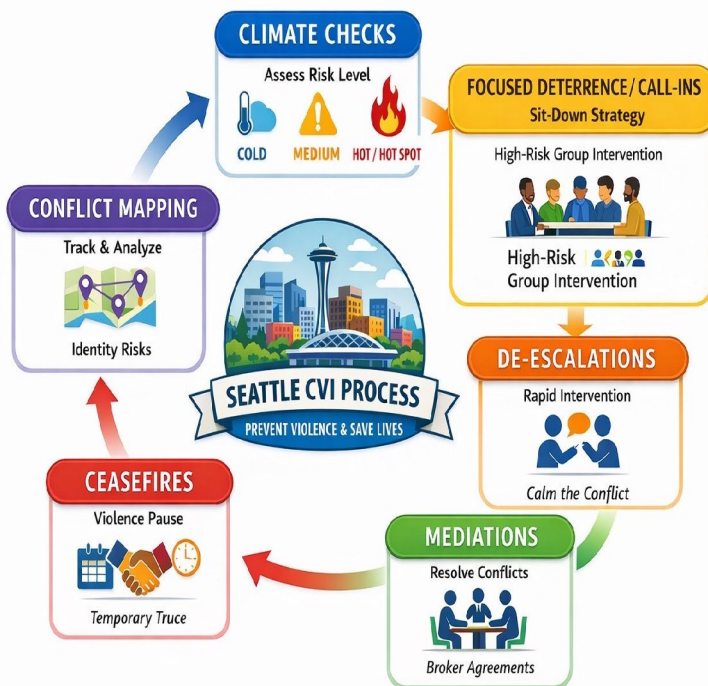 CLIMATE CHECKS
Assess Risk Level
COLD
MEDIUM
HOT / HOT SPOT
FOCUSED DETERRENCE / CALL-INS
Sit-Down Strategy
High-Risk Group Intervention
High-Risk
Group Intervention
DE-ESCALATIONS
Rapid Intervention
Calm the Conflict
MEDIATIONS
Resolve Conflicts
Broker Agreements
CEASEFIRES
Violence Pause
Temporary Truce
CONFLICT MAPPING
Track & Analyze
Identity Risks
SEATTLE CVI PROCESS
PREVENT VIOLENCE & SAVE LIVES